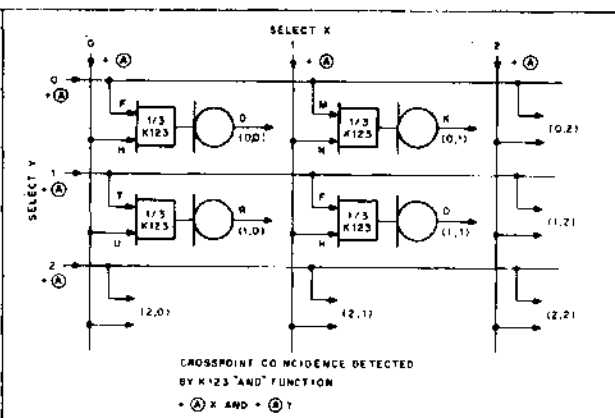 SELECT X
0 1 2
+ Ⓐ + Ⓐ + Ⓐ
0
+ Ⓐ
F 1/3 K123 D (0,0)
H
M 1/3 K123 K (0,1)
N
(0,2)
SELECT Y
1
+ Ⓐ
T 1/3 K123 R (1,0)
U
F 1/3 K123 D (1,1)
H
(1,2)
2
+ Ⓐ
(2,0) (2,1) (2,2)
CROSSPOINT COINCIDENCE DETECTED
BY K123 "AND" FUNCTION
+ Ⓐ X AND + Ⓐ Y